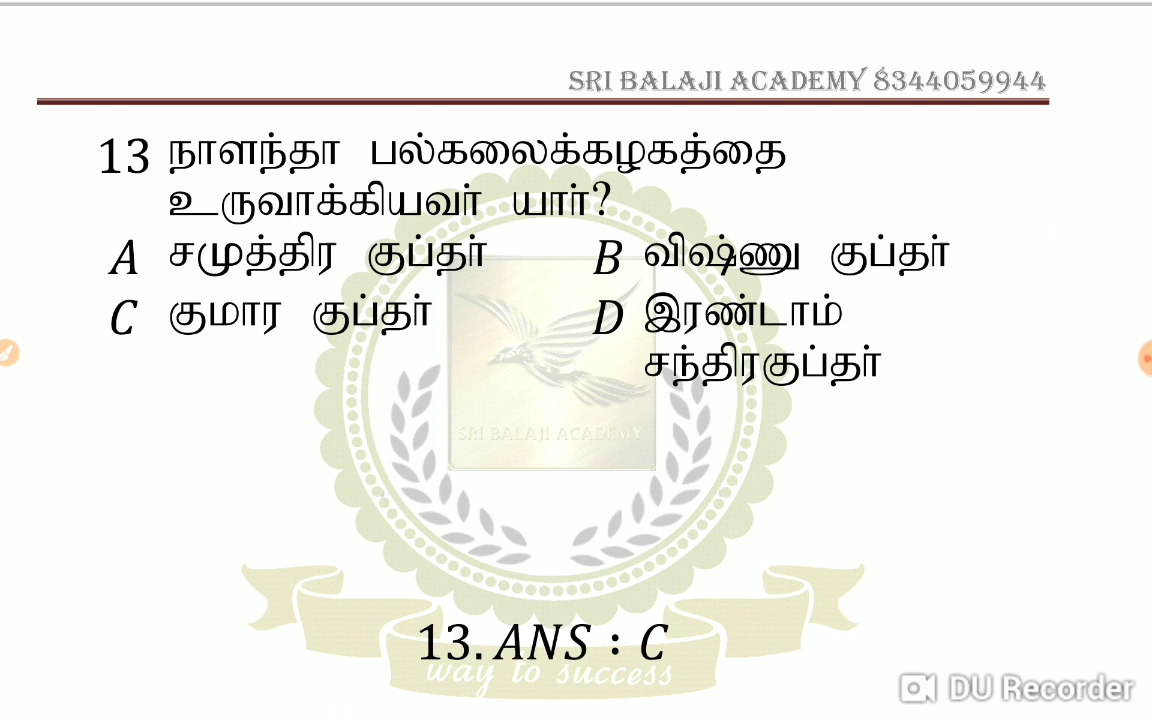 SRI BALAJI ACADEMY 8344059944
13 நாளந்தா பல்கலைக்கழகத்தை
உருவாக்கியவர் யார்?
A சமுத்திர குப்தர் B விஷ்ணு குப்தர்
C குமார குப்தர் D இரண்டாம்
சந்திரகுப்தர்
SRI BALAJI ACADEMY
13. ANS : C
way to success
DU Recorder